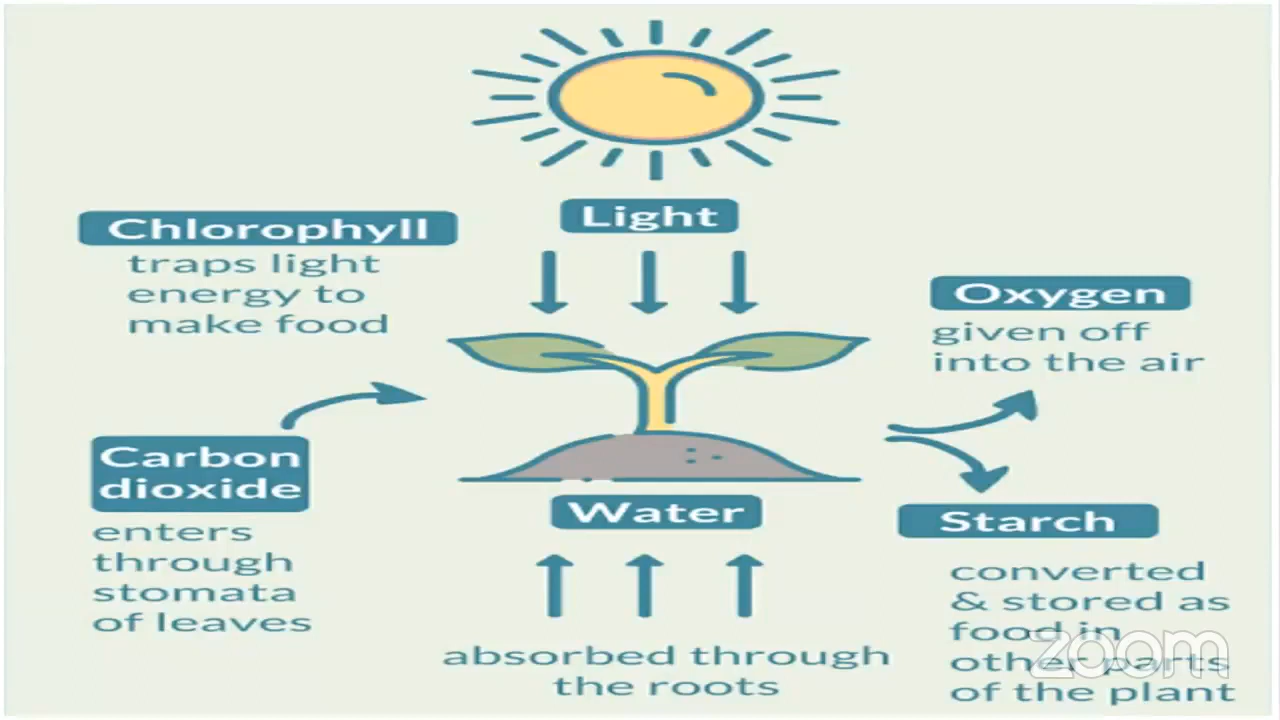 Light
Chlorophyll
traps light
energy to
make food
Oxygen
given off
into the air
Carbon
dioxide
enters
through
stomata
of leaves
Water
absorbed through
the roots
Starch
converted
& stored as
food in
other parts
of the plant
zoom